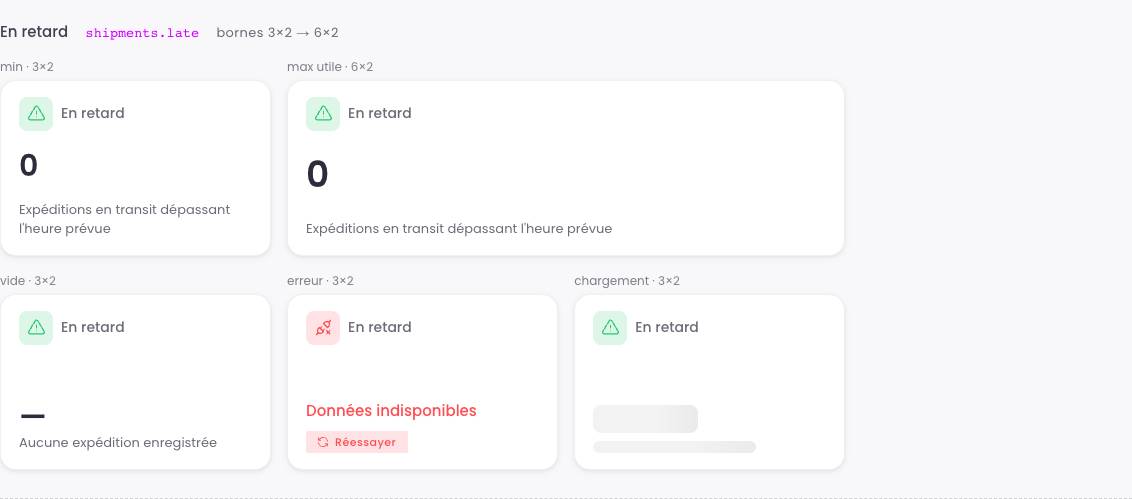 En retard shipments.late bornes 3×2 → 6×2
min · 3×2
max utile · 6×2
En retard
0
Expéditions en transit dépassant
l'heure prévue
En retard
0
Expéditions en transit dépassant l'heure prévue
vide · 3×2
erreur · 3×2
chargement · 3×2
En retard
—
Aucune expédition enregistrée
En retard
Données indisponibles
Réessayer
En retard